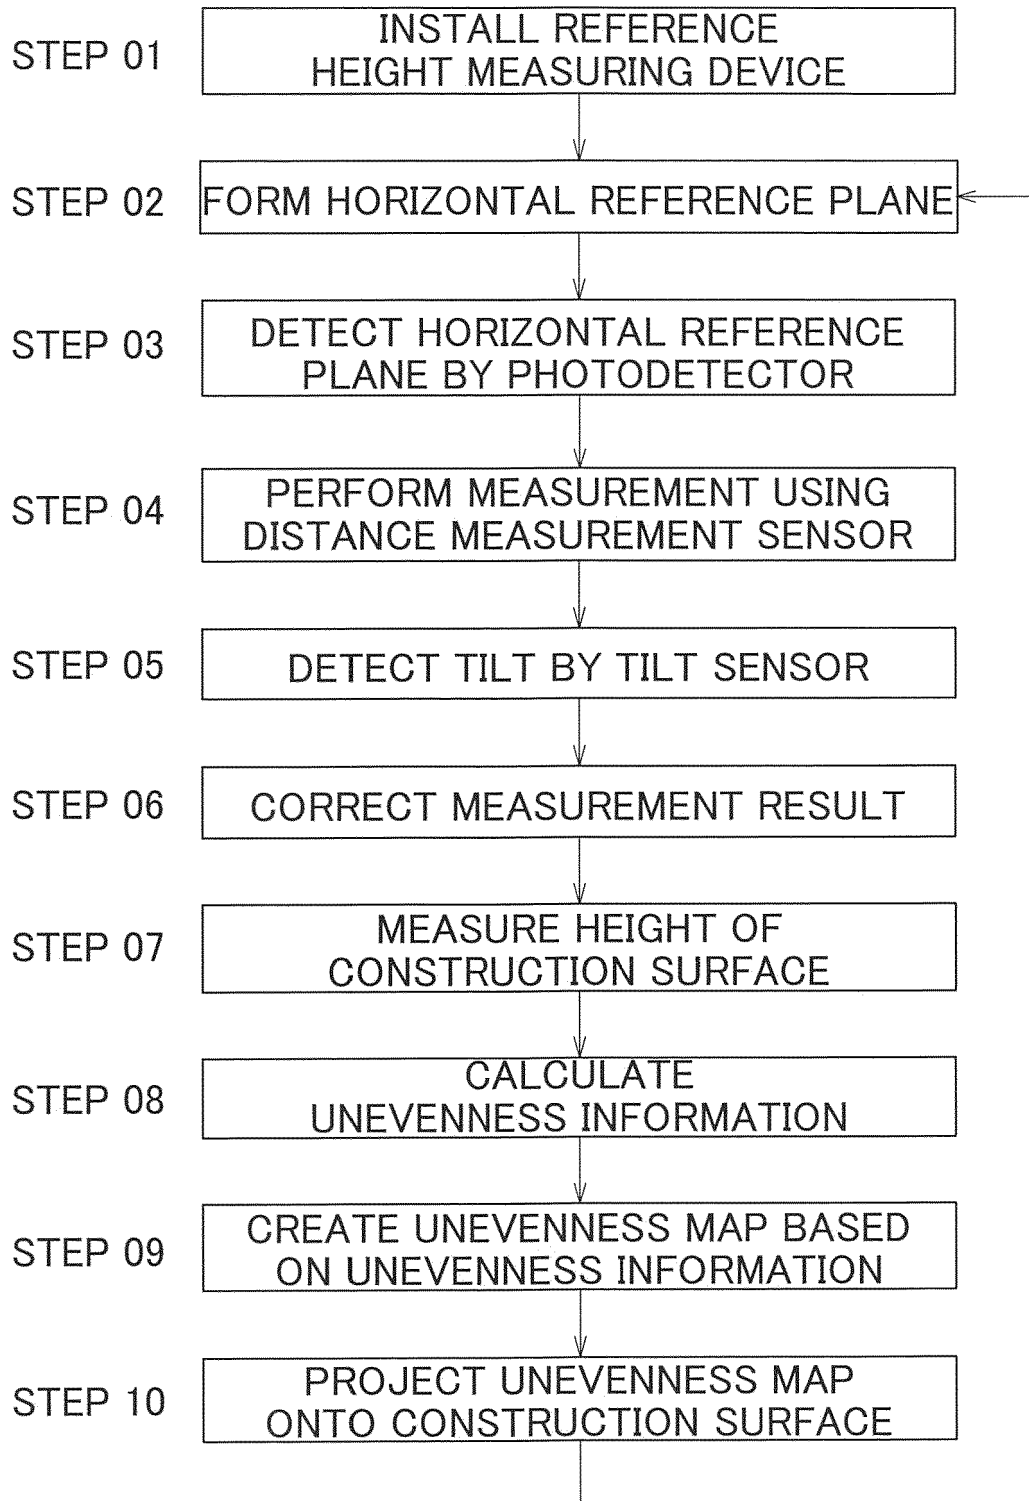 STEP 01
INSTALL REFERENCE
HEIGHT MEASURING DEVICE
STEP 02
FORM HORIZONTAL REFERENCE PLANE
STEP 03
DETECT HORIZONTAL REFERENCE
PLANE BY PHOTODETECTOR
STEP 04
PERFORM MEASUREMENT USING
DISTANCE MEASUREMENT SENSOR
STEP 05
DETECT TILT BY TILT SENSOR
STEP 06
CORRECT MEASUREMENT RESULT
STEP 07
MEASURE HEIGHT OF
CONSTRUCTION SURFACE
STEP 08
CALCULATE
UNEVENNESS INFORMATION
STEP 09
CREATE UNEVENNESS MAP BASED
ON UNEVENNESS INFORMATION
STEP 10
PROJECT UNEVENNESS MAP
ONTO CONSTRUCTION SURFACE